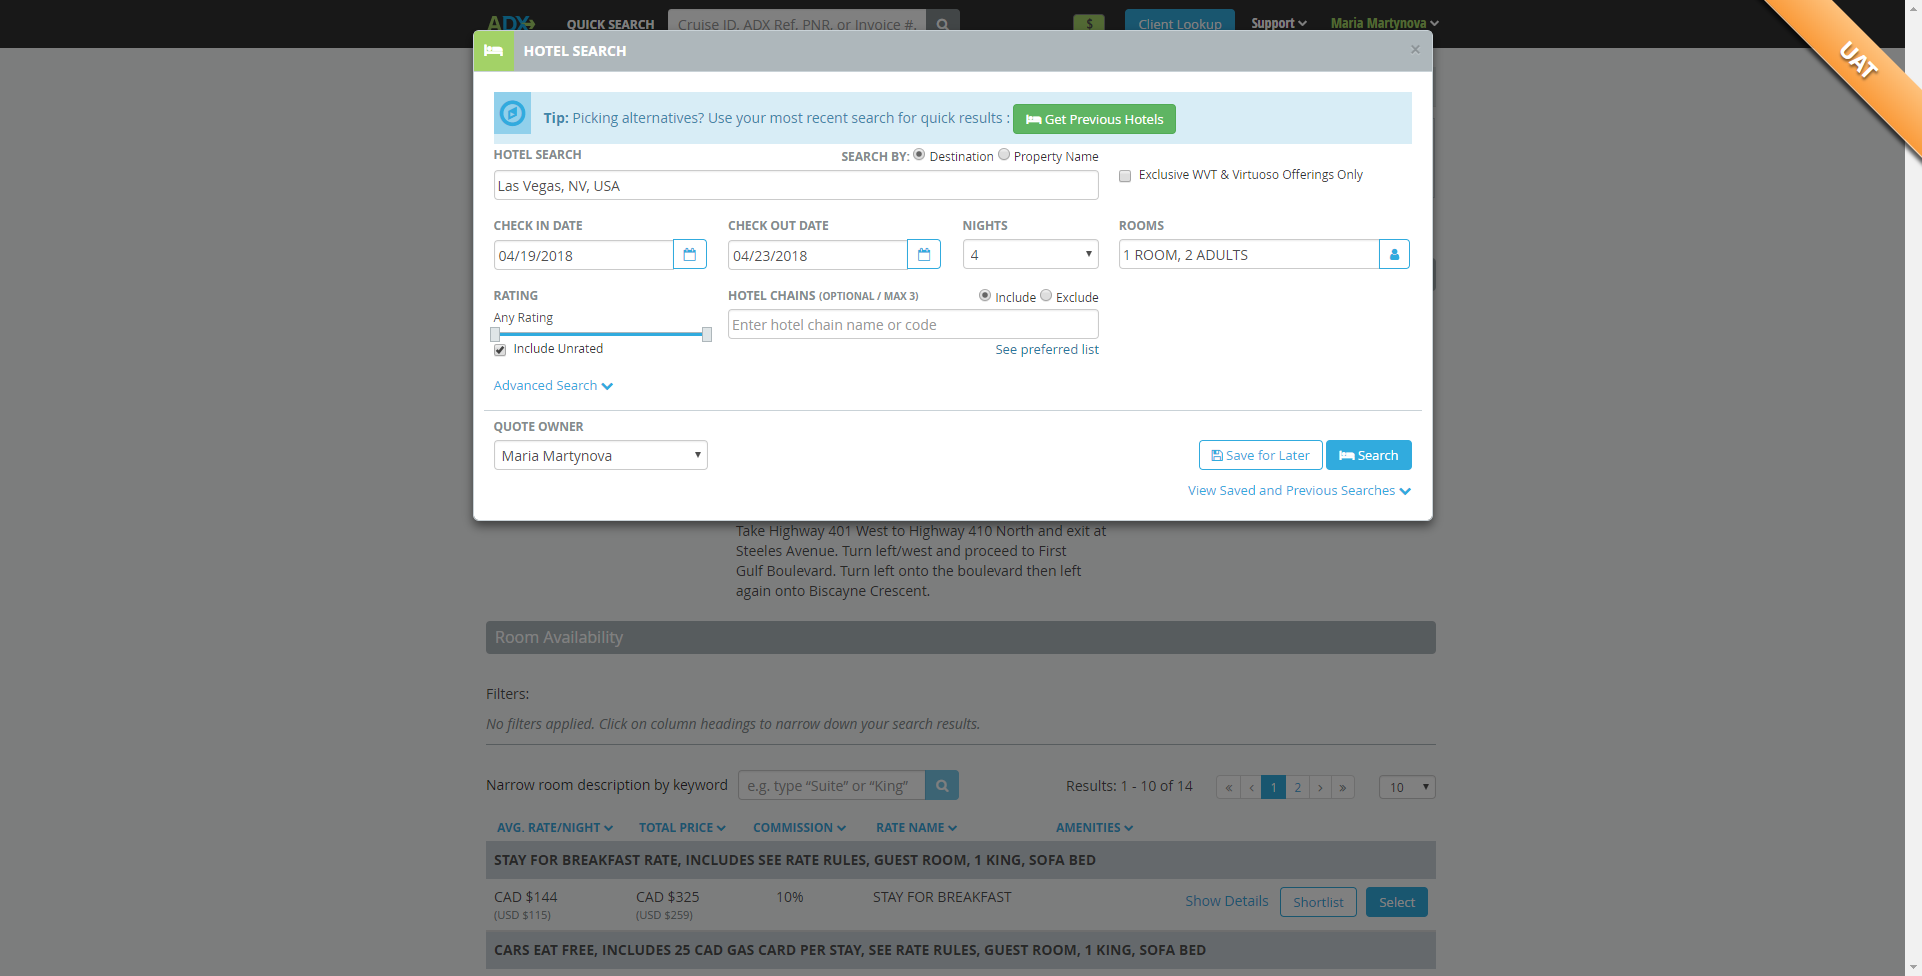 ADX
QUICK SEARCH
Cruise ID, ADX Ref, PNR, or Invoice #.
$
Client Lookup
Support
Maria Martynova
UAT
HOTEL SEARCH
×
Tip: Picking alternatives? Use your most recent search for quick results :
Get Previous Hotels
HOTEL SEARCH
SEARCH BY: Destination Property Name
Las Vegas, NV, USA
Exclusive WVT & Virtuoso Offerings Only
CHECK IN DATE
CHECK OUT DATE
NIGHTS
ROOMS
04/19/2018
04/23/2018
4
1 ROOM, 2 ADULTS
RATING
HOTEL CHAINS (OPTIONAL / MAX 3)
Include Exclude
Any Rating
Enter hotel chain name or code
Include Unrated
See preferred list
Advanced Search
QUOTE OWNER
Maria Martynova
Save for Later
Search
View Saved and Previous Searches
Take Highway 401 West to Highway 410 North and exit at
Steeles Avenue. Turn left/west and proceed to First
Gulf Boulevard. Turn left onto the boulevard then left
again onto Biscayne Crescent.
Room Availability
Filters:
No filters applied. Click on column headings to narrow down your search results.
Narrow room description by keyword
e.g. type “Suite” or “King”
Results: 1 - 10 of 14
« ‹ 1 2 › »
10
AVG. RATE/NIGHT
TOTAL PRICE
COMMISSION
RATE NAME
AMENITIES
STAY FOR BREAKFAST RATE, INCLUDES SEE RATE RULES, GUEST ROOM, 1 KING, SOFA BED
CAD $144
CAD $325
10%
STAY FOR BREAKFAST
Show Details
Shortlist
Select
(USD $115)
(USD $259)
CARS EAT FREE, INCLUDES 25 CAD GAS CARD PER STAY, SEE RATE RULES, GUEST ROOM, 1 KING, SOFA BED